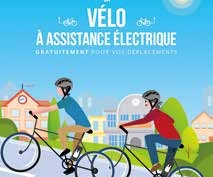 VÉLO
À ASSISTANCE ÉLECTRIQUE
GRATUITEMENT POUR VOS DÉPLACEMENTS